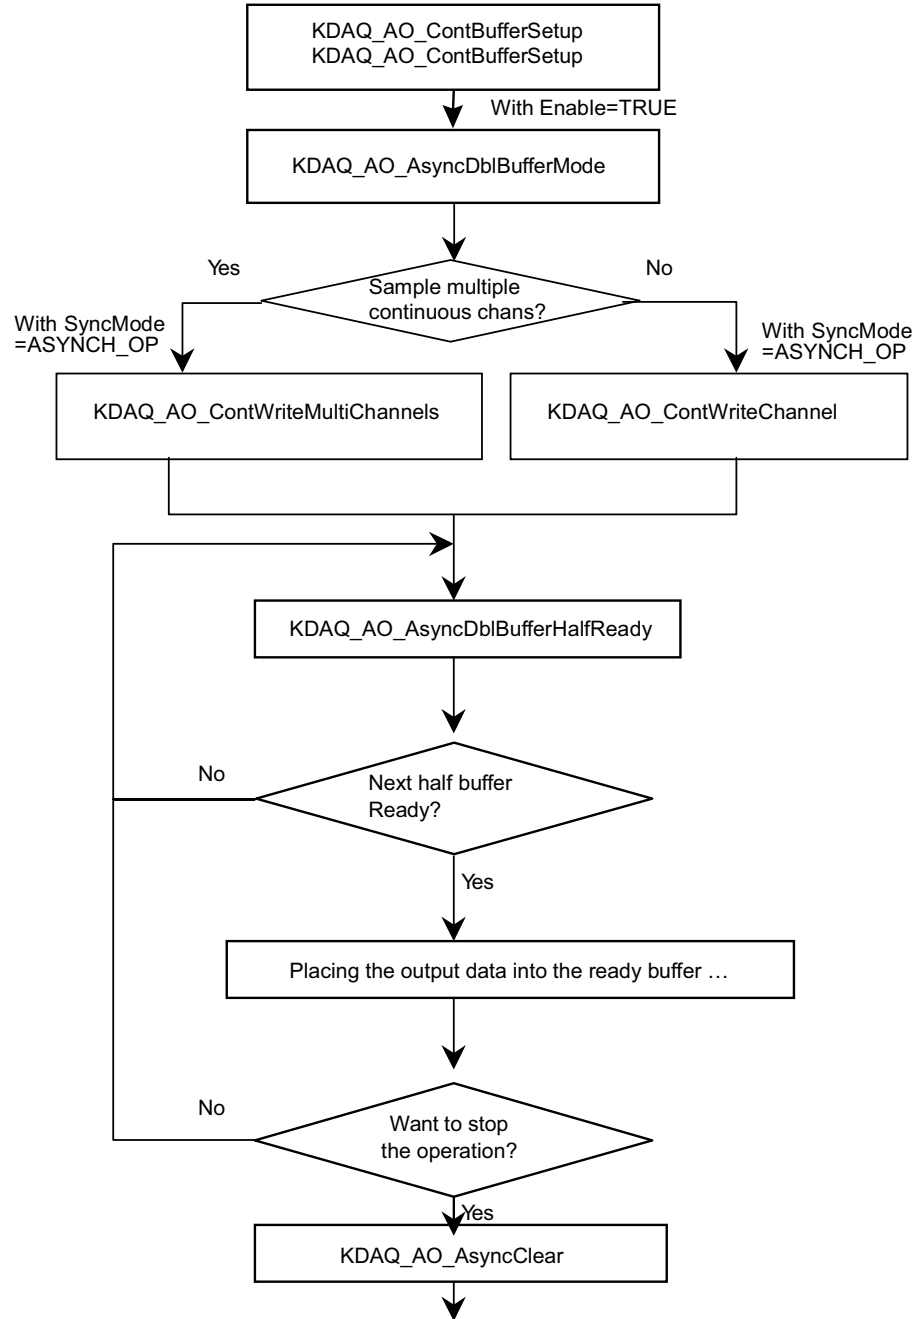 KDAQ_AO_ContBufferSetup
KDAQ_AO_ContBufferSetup
With Enable=TRUE
KDAQ_AO_AsyncDblBufferMode
Yes
No
Sample multiple
continuous chans?
With SyncMode
=ASYNCH_OP
With SyncMode
=ASYNCH_OP
KDAQ_AO_ContWriteMultiChannels
KDAQ_AO_ContWriteChannel
KDAQ_AO_AsyncDblBufferHalfReady
No
Next half buffer
Ready?
Yes
Placing the output data into the ready buffer …
No
Want to stop
the operation?
Yes
KDAQ_AO_AsyncClear